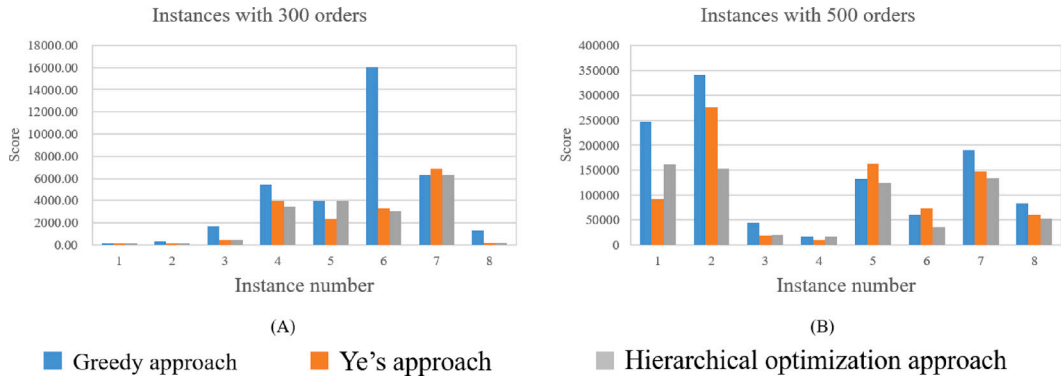 Instances with 300 orders
18000.00
16000.00
14000.00
12000.00
10000.00
8000.00
6000.00
4000.00
2000.00
0.00
Score
1 2 3 4 5 6 7 8
Instance number
(A)
Instances with 500 orders
400000
350000
300000
250000
200000
150000
100000
50000
0
Score
1 2 3 4 5 6 7 8
Instance number
(B)
Greedy approach Ye's approach Hierarchical optimization approach